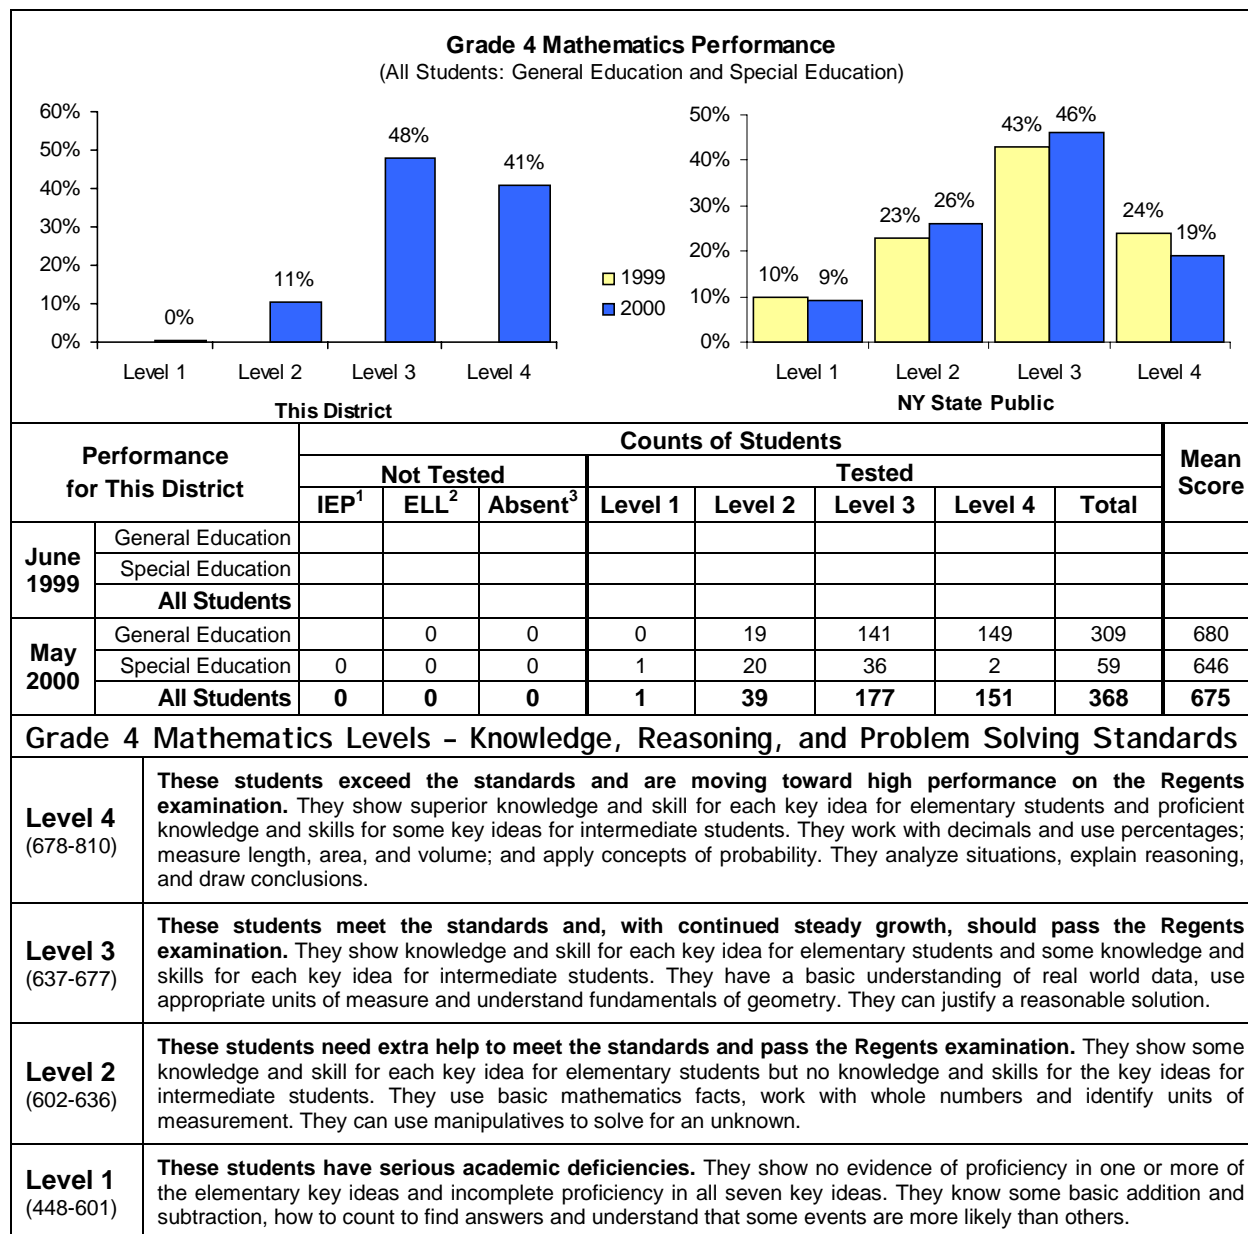 Grade 4 Mathematics Performance
(All Students: General Education and Special Education)
60%
50%
40%
30%
20%
10%
0%
0%
11%
48%
41%
Level 1 Level 2 Level 3 Level 4
This District
1999
2000
50%
40%
30%
20%
10%
0%
10% 9%
23% 26%
43% 46%
24% 19%
Level 1 Level 2 Level 3 Level 4
NY State Public
Performance for This District
Counts of Students
Mean Score
Not Tested Tested
IEP1 ELL2 Absent3 Level 1 Level 2 Level 3 Level 4 Total
June 1999
General Education
Special Education
All Students
May 2000
General Education 0 0 0 19 141 149 309 680
Special Education 0 0 0 1 20 36 2 59 646
All Students 0 0 0 1 39 177 151 368 675
Grade 4 Mathematics Levels – Knowledge, Reasoning, and Problem Solving Standards
Level 4
(678-810)
These students exceed the standards and are moving toward high performance on the Regents
examination. They show superior knowledge and skill for each key idea for elementary students and proficient
knowledge and skills for some key ideas for intermediate students. They work with decimals and use percentages;
measure length, area, and volume; and apply concepts of probability. They analyze situations, explain reasoning,
and draw conclusions.
Level 3
(637-677)
These students meet the standards and, with continued steady growth, should pass the Regents
examination. They show knowledge and skill for each key idea for elementary students and some knowledge and
skills for each key idea for intermediate students. They have a basic understanding of real world data, use
appropriate units of measure and understand fundamentals of geometry. They can justify a reasonable solution.
Level 2
(602-636)
These students need extra help to meet the standards and pass the Regents examination. They show some
knowledge and skill for each key idea for elementary students but no knowledge and skills for the key ideas for
intermediate students. They use basic mathematics facts, work with whole numbers and identify units of
measurement. They can use manipulatives to solve for an unknown.
Level 1
(448-601)
These students have serious academic deficiencies. They show no evidence of proficiency in one or more of
the elementary key ideas and incomplete proficiency in all seven key ideas. They know some basic addition and
subtraction, how to count to find answers and understand that some events are more likely than others.